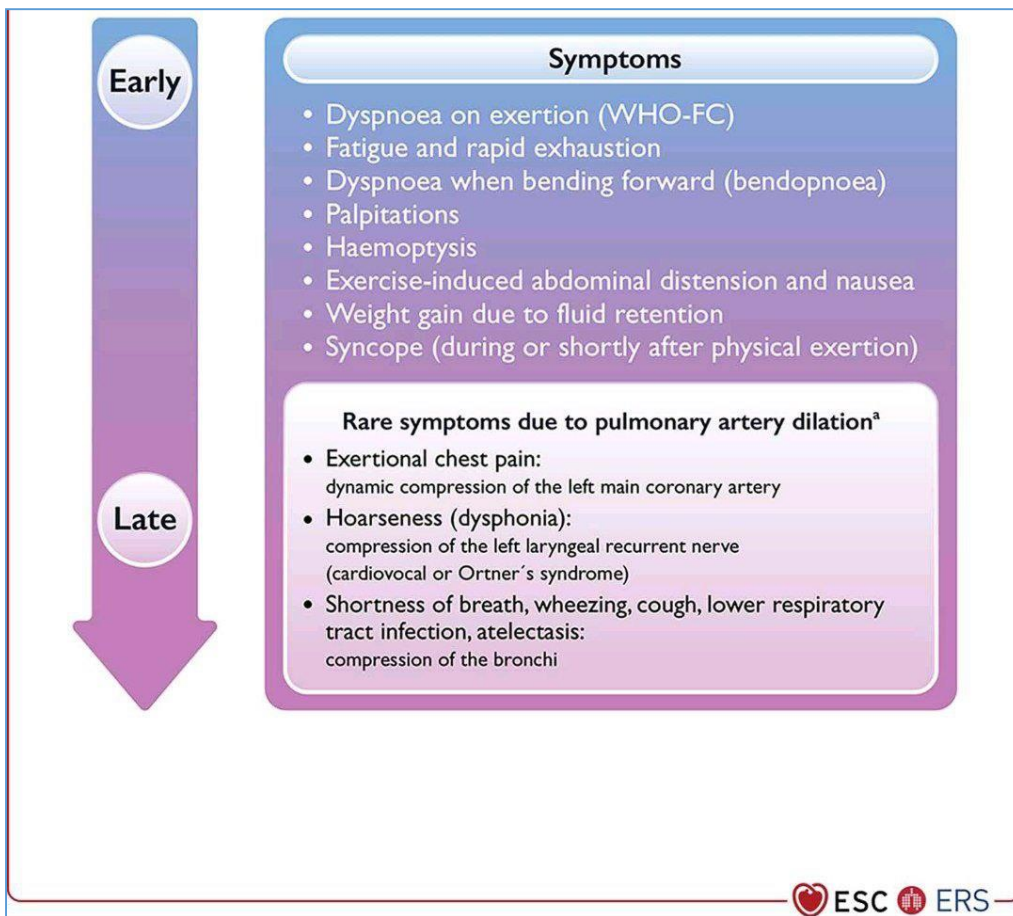 Early
Symptoms
• Dyspnoea on exertion (WHO-FC)
• Fatigue and rapid exhaustion
• Dyspnoea when bending forward (bendopnoea)
• Palpitations
• Haemoptysis
• Exercise-induced abdominal distension and nausea
• Weight gain due to fluid retention
• Syncope (during or shortly after physical exertion)
Rare symptoms due to pulmonary artery dilationᵃ
• Exertional chest pain:
dynamic compression of the left main coronary artery
Late
• Hoarseness (dysphonia):
compression of the left laryngeal recurrent nerve
(cardiovocal or Ortner´s syndrome)
• Shortness of breath, wheezing, cough, lower respiratory
tract infection, atelectasis:
compression of the bronchi
ESC ERS